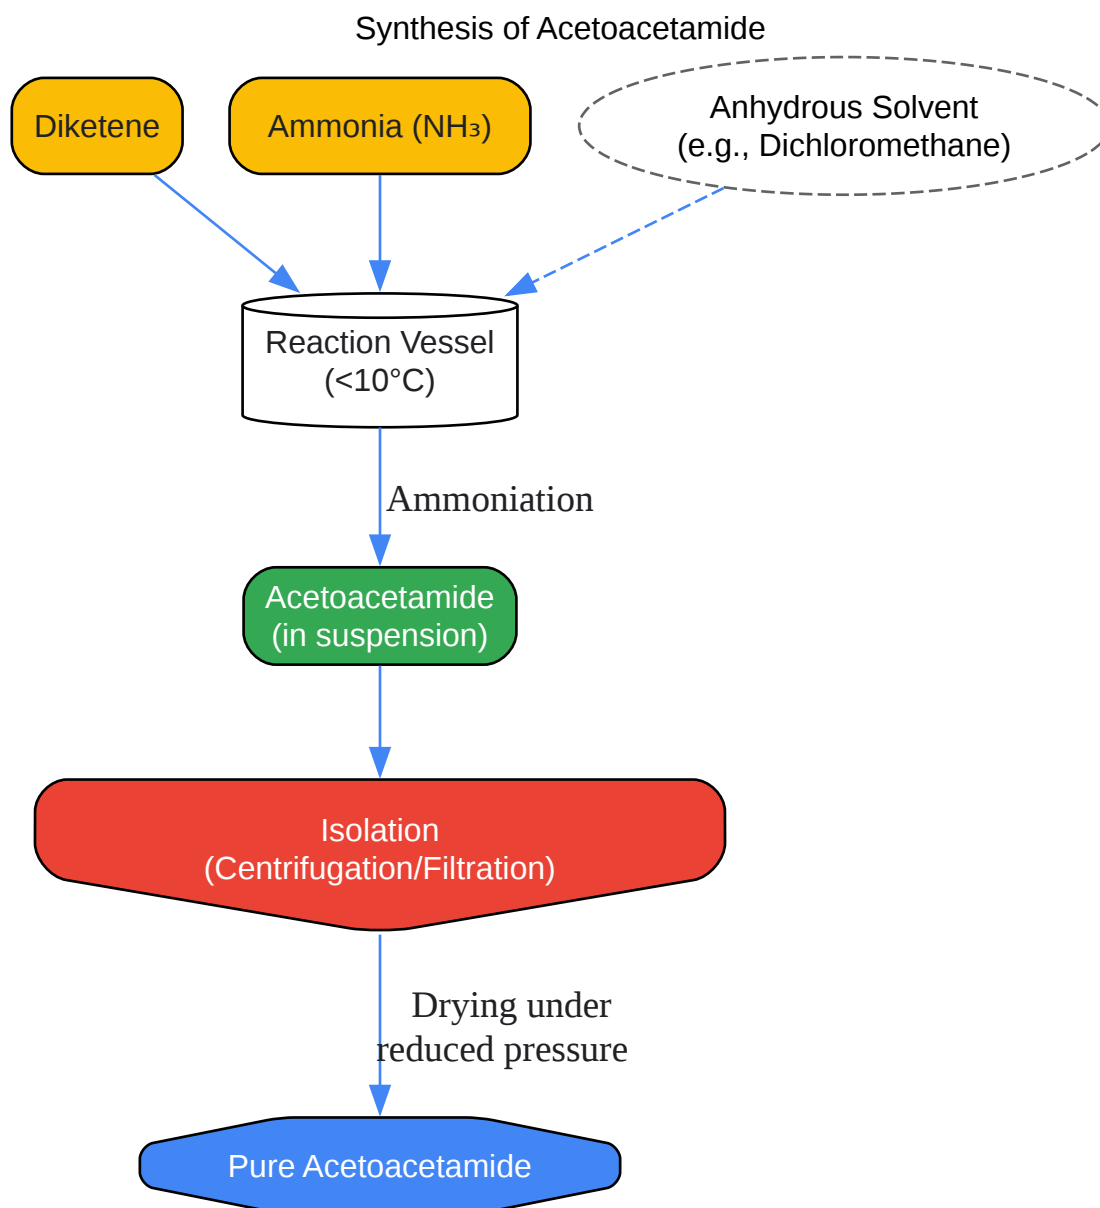 Synthesis of Acetoacetamide
Diketene
Ammonia (NH₃)
Anhydrous Solvent
(e.g., Dichloromethane)
Reaction Vessel
(<10°C)
Ammoniation
Acetoacetamide
(in suspension)
Isolation
(Centrifugation/Filtration)
Drying under
reduced pressure
Pure Acetoacetamide